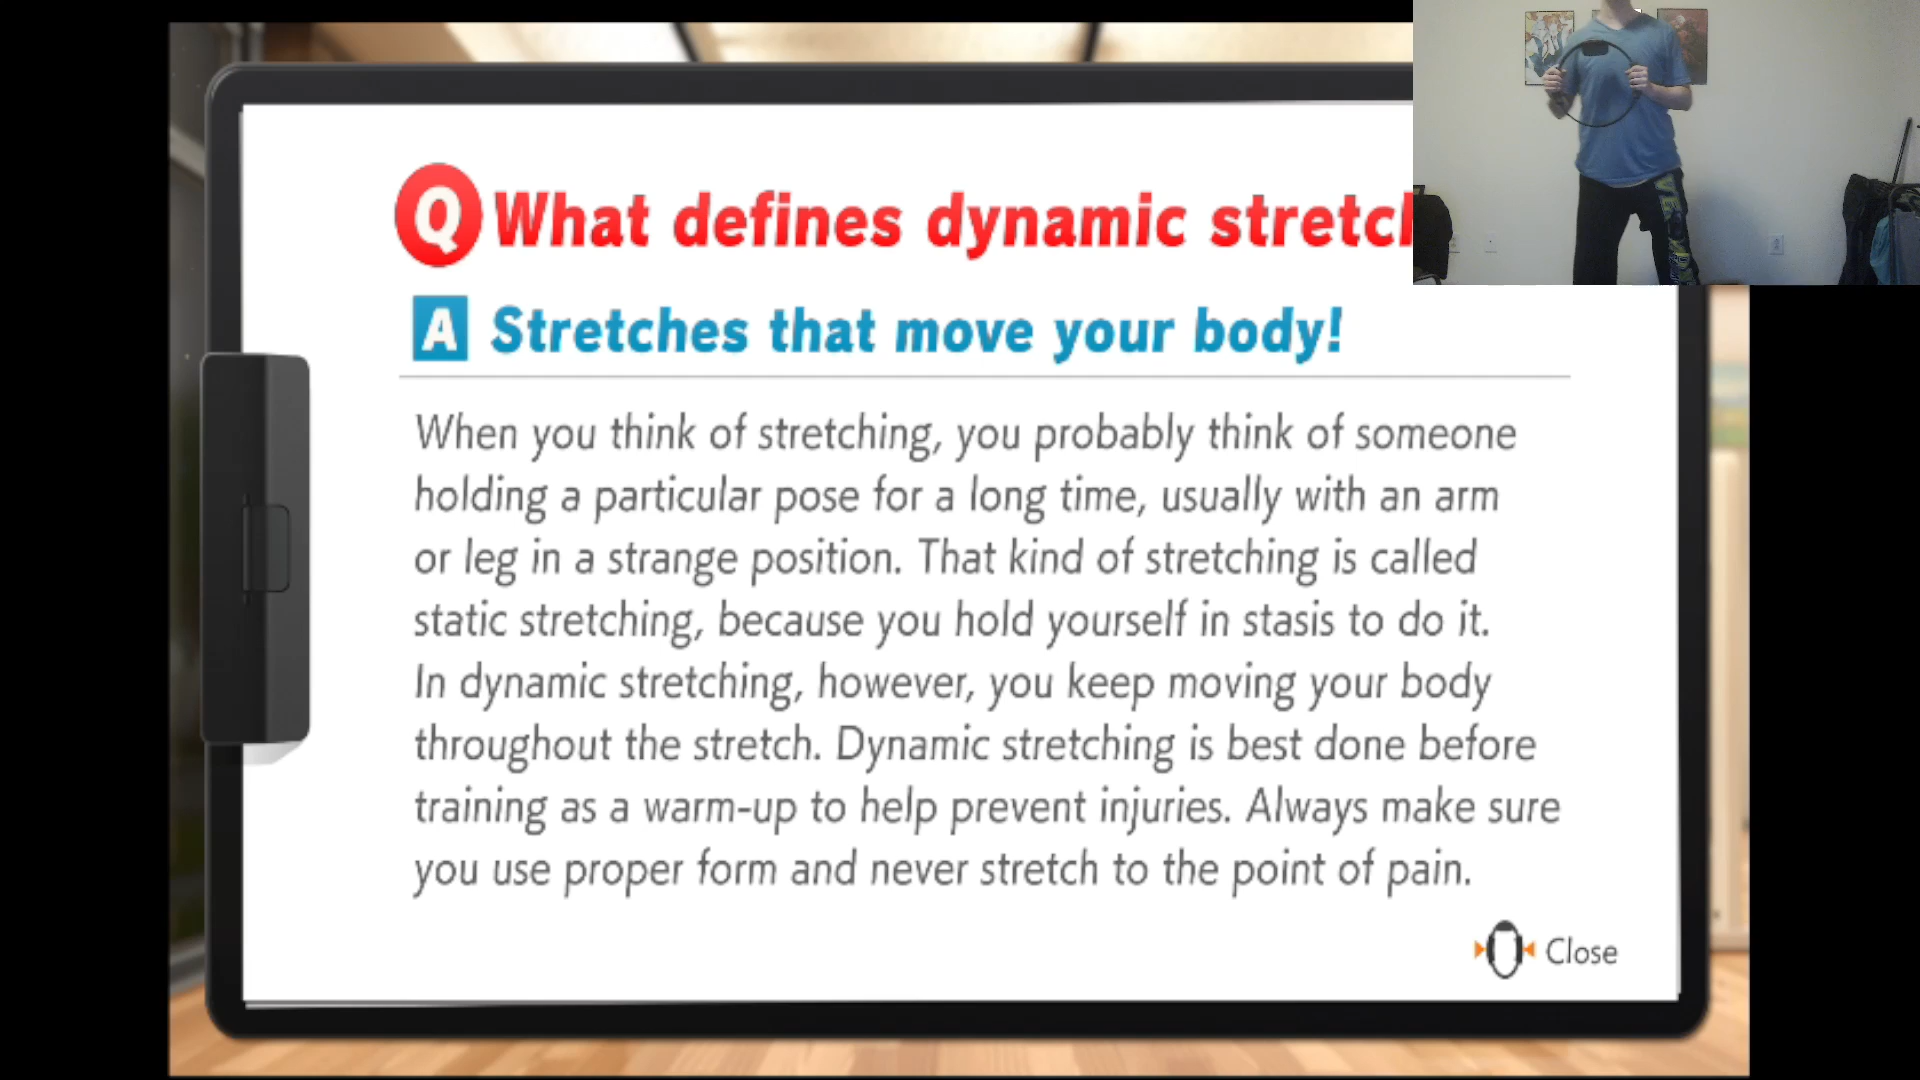 Q What defines dynamic
A Stretches that move your body!
When you think of stretching, you probably think of someone
holding a particular pose for a long time, usually with an arm
or leg in a strange position. That kind of stretching is called
static stretching, because you hold yourself in stasis to do it.
In dynamic stretching, however, you keep moving your body
throughout the stretch. Dynamic stretching is best done before
training as a warm-up to help prevent injuries. Always make sure
you use proper form and never stretch to the point of pain.
Close